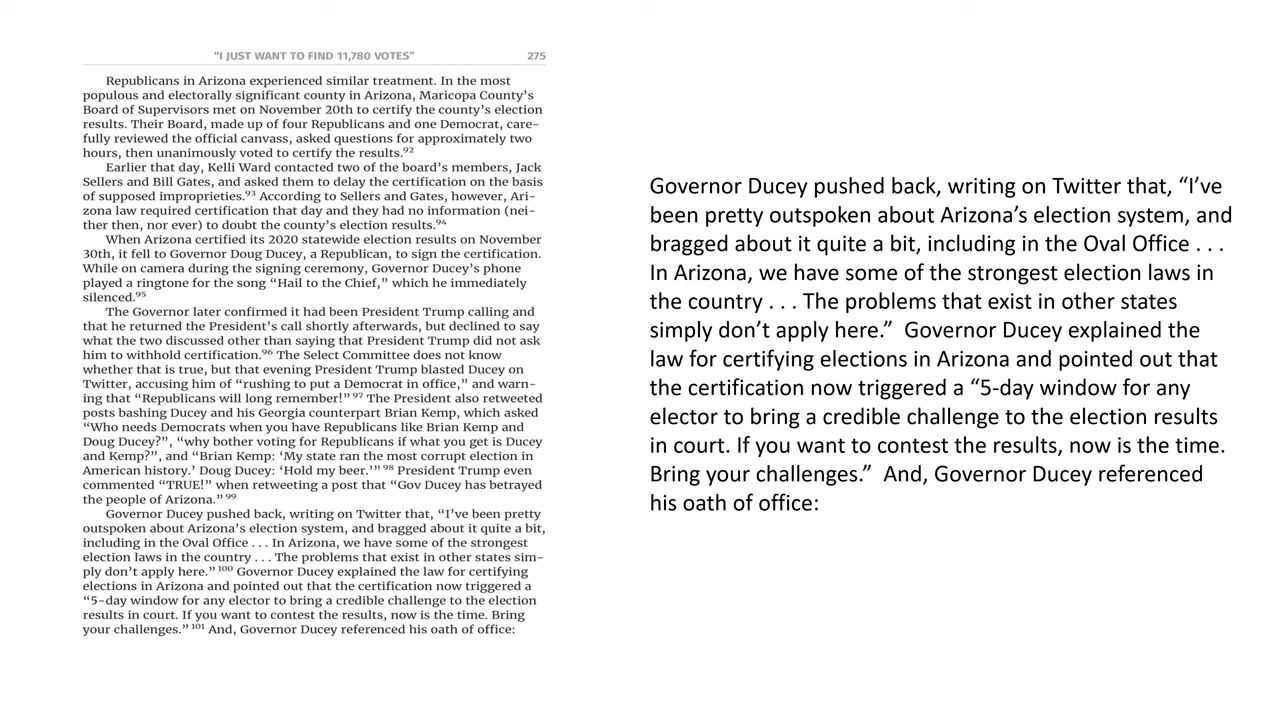 “I JUST WANT TO FIND 11,780 VOTES” 275
Republicans in Arizona experienced similar treatment. In the most
populous and electorally significant county in Arizona, Maricopa County’s
Board of Supervisors met on November 20th to certify the county’s election
results. Their Board, made up of four Republicans and one Democrat, care-
fully reviewed the official canvass, asked questions for approximately two
hours, then unanimously voted to certify the results.92
Earlier that day, Kelli Ward contacted two of the board’s members, Jack
Sellers and Bill Gates, and asked them to delay the certification on the basis
of supposed improprieties.93 According to Sellers and Gates, however, Ari-
zona law required certification that day and they had no information (nei-
ther then, nor ever) to doubt the county’s election results.94
When Arizona certified its 2020 statewide election results on November
30th, it fell to Governor Doug Ducey, a Republican, to sign the certification.
While on camera during the signing ceremony, Governor Ducey’s phone
played a ringtone for the song “Hail to the Chief,” which he immediately
silenced.95
The Governor later confirmed it had been President Trump calling and
that he returned the President’s call shortly afterwards, but declined to say
what the two discussed other than saying that President Trump did not ask
him to withhold certification.96 The Select Committee does not know
whether that is true, but that evening President Trump blasted Ducey on
Twitter, accusing him of “rushing to put a Democrat in office,” and warn-
ing that “Republicans will long remember!” 97 The President also retweeted
posts bashing Ducey and his Georgia counterpart Brian Kemp, which asked
“Who needs Democrats when you have Republicans like Brian Kemp and
Doug Ducey?”, “why bother voting for Republicans if what you get is Ducey
and Kemp?”, and “Brian Kemp: ‘My state ran the most corrupt election in
American history.’ Doug Ducey: ‘Hold my beer.’” 98 President Trump even
commented “TRUE!” when retweeting a post that “Gov Ducey has betrayed
the people of Arizona.” 99
Governor Ducey pushed back, writing on Twitter that, “I’ve been pretty
outspoken about Arizona’s election system, and bragged about it quite a bit,
including in the Oval Office . . . In Arizona, we have some of the strongest
election laws in the country . . . The problems that exist in other states sim-
ply don’t apply here.” 100 Governor Ducey explained the law for certifying
elections in Arizona and pointed out that the certification now triggered a
“5-day window for any elector to bring a credible challenge to the election
results in court. If you want to contest the results, now is the time. Bring
your challenges.” 101 And, Governor Ducey referenced his oath of office:
Governor Ducey pushed back, writing on Twitter that, “I’ve
been pretty outspoken about Arizona’s election system, and
bragged about it quite a bit, including in the Oval Office . . .
In Arizona, we have some of the strongest election laws in
the country . . . The problems that exist in other states
simply don’t apply here.” Governor Ducey explained the
law for certifying elections in Arizona and pointed out that
the certification now triggered a “5-day window for any
elector to bring a credible challenge to the election results
in court. If you want to contest the results, now is the time.
Bring your challenges.” And, Governor Ducey referenced
his oath of office: